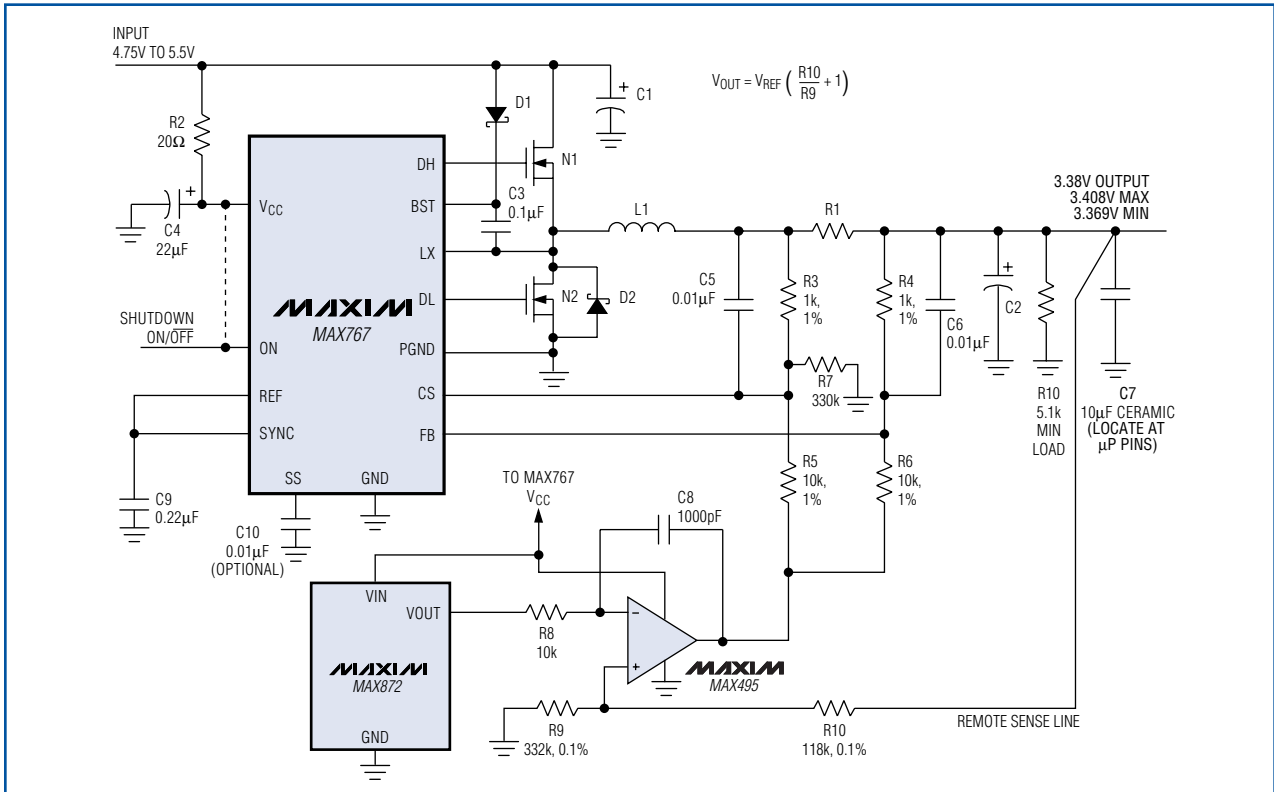 INPUT
4.75V TO 5.5V
VOUT = VREF ( R10 / R9 + 1 )
D1
C1
R2
20Ω
DH
N1
3.38V OUTPUT
3.408V MAX
3.369V MIN
C3
0.1µF
BST
L1
R1
VCC
C4
22µF
LX
C5
0.01µF
R3
1k,
1%
R4
1k,
1%
DL
N2
D2
C6
0.01µF
C2
MAXIM
MAX767
SHUTDOWN
ON/OFF
ON
PGND
R7
330k
R10
5.1k
MIN
LOAD
C7
10µF CERAMIC
(LOCATE AT
µP PINS)
REF
CS
SYNC
FB
SS
GND
TO MAX767
VCC
R5
10k,
1%
R6
10k,
1%
C9
0.22µF
C8
1000pF
C10
0.01µF
(OPTIONAL)
VIN
VOUT
R8
10k
–
+
MAXIM
MAX872
MAXIM
MAX495
GND
R9
332k, 0.1%
R10
118k, 0.1%
REMOTE SENSE LINE
+
+
+